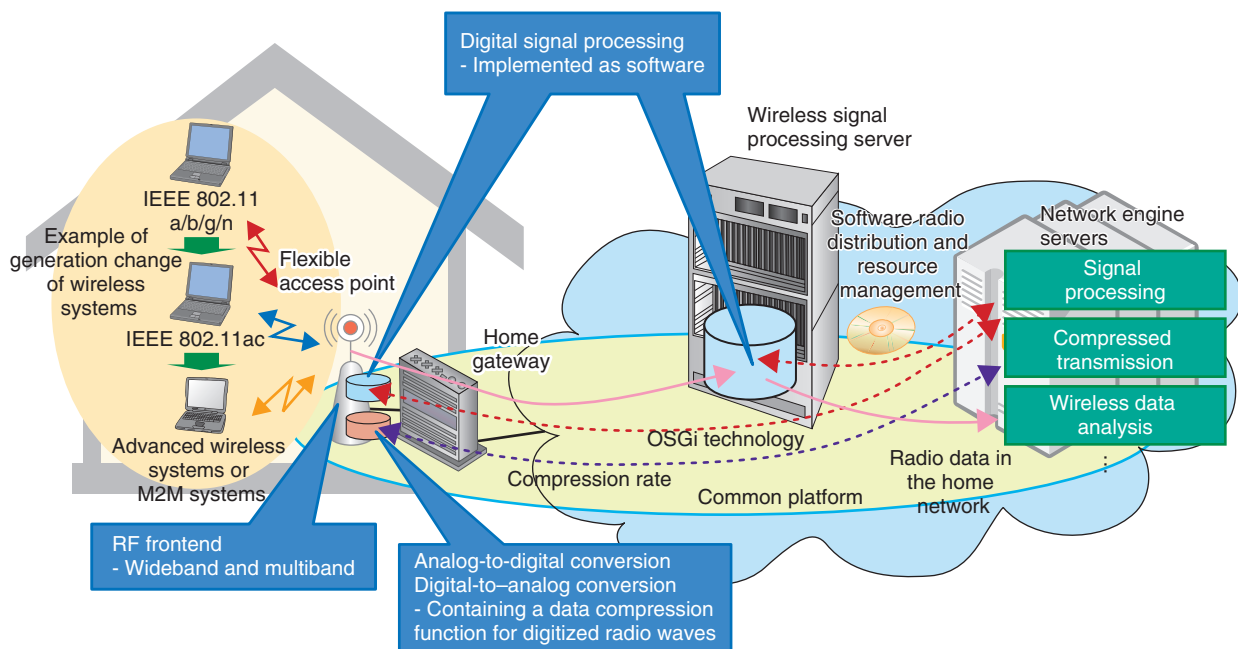 Digital signal processing
- Implemented as software
Wireless signal
processing server
IEEE 802.11
a/b/g/n
Example of
generation change
of wireless
systems
Flexible
access point
IEEE 802.11ac
Advanced wireless
systems or
M2M systems
Home
gateway
Software radio
distribution and
resource
management
Network engine
servers
Signal
processing
Compressed
transmission
Wireless data
analysis
...
OSGi technology
Compression rate
Common platform
Radio data in
the home
network
RF frontend
- Wideband and multiband
Analog-to-digital conversion
Digital-to–analog conversion
- Containing a data compression
function for digitized radio waves